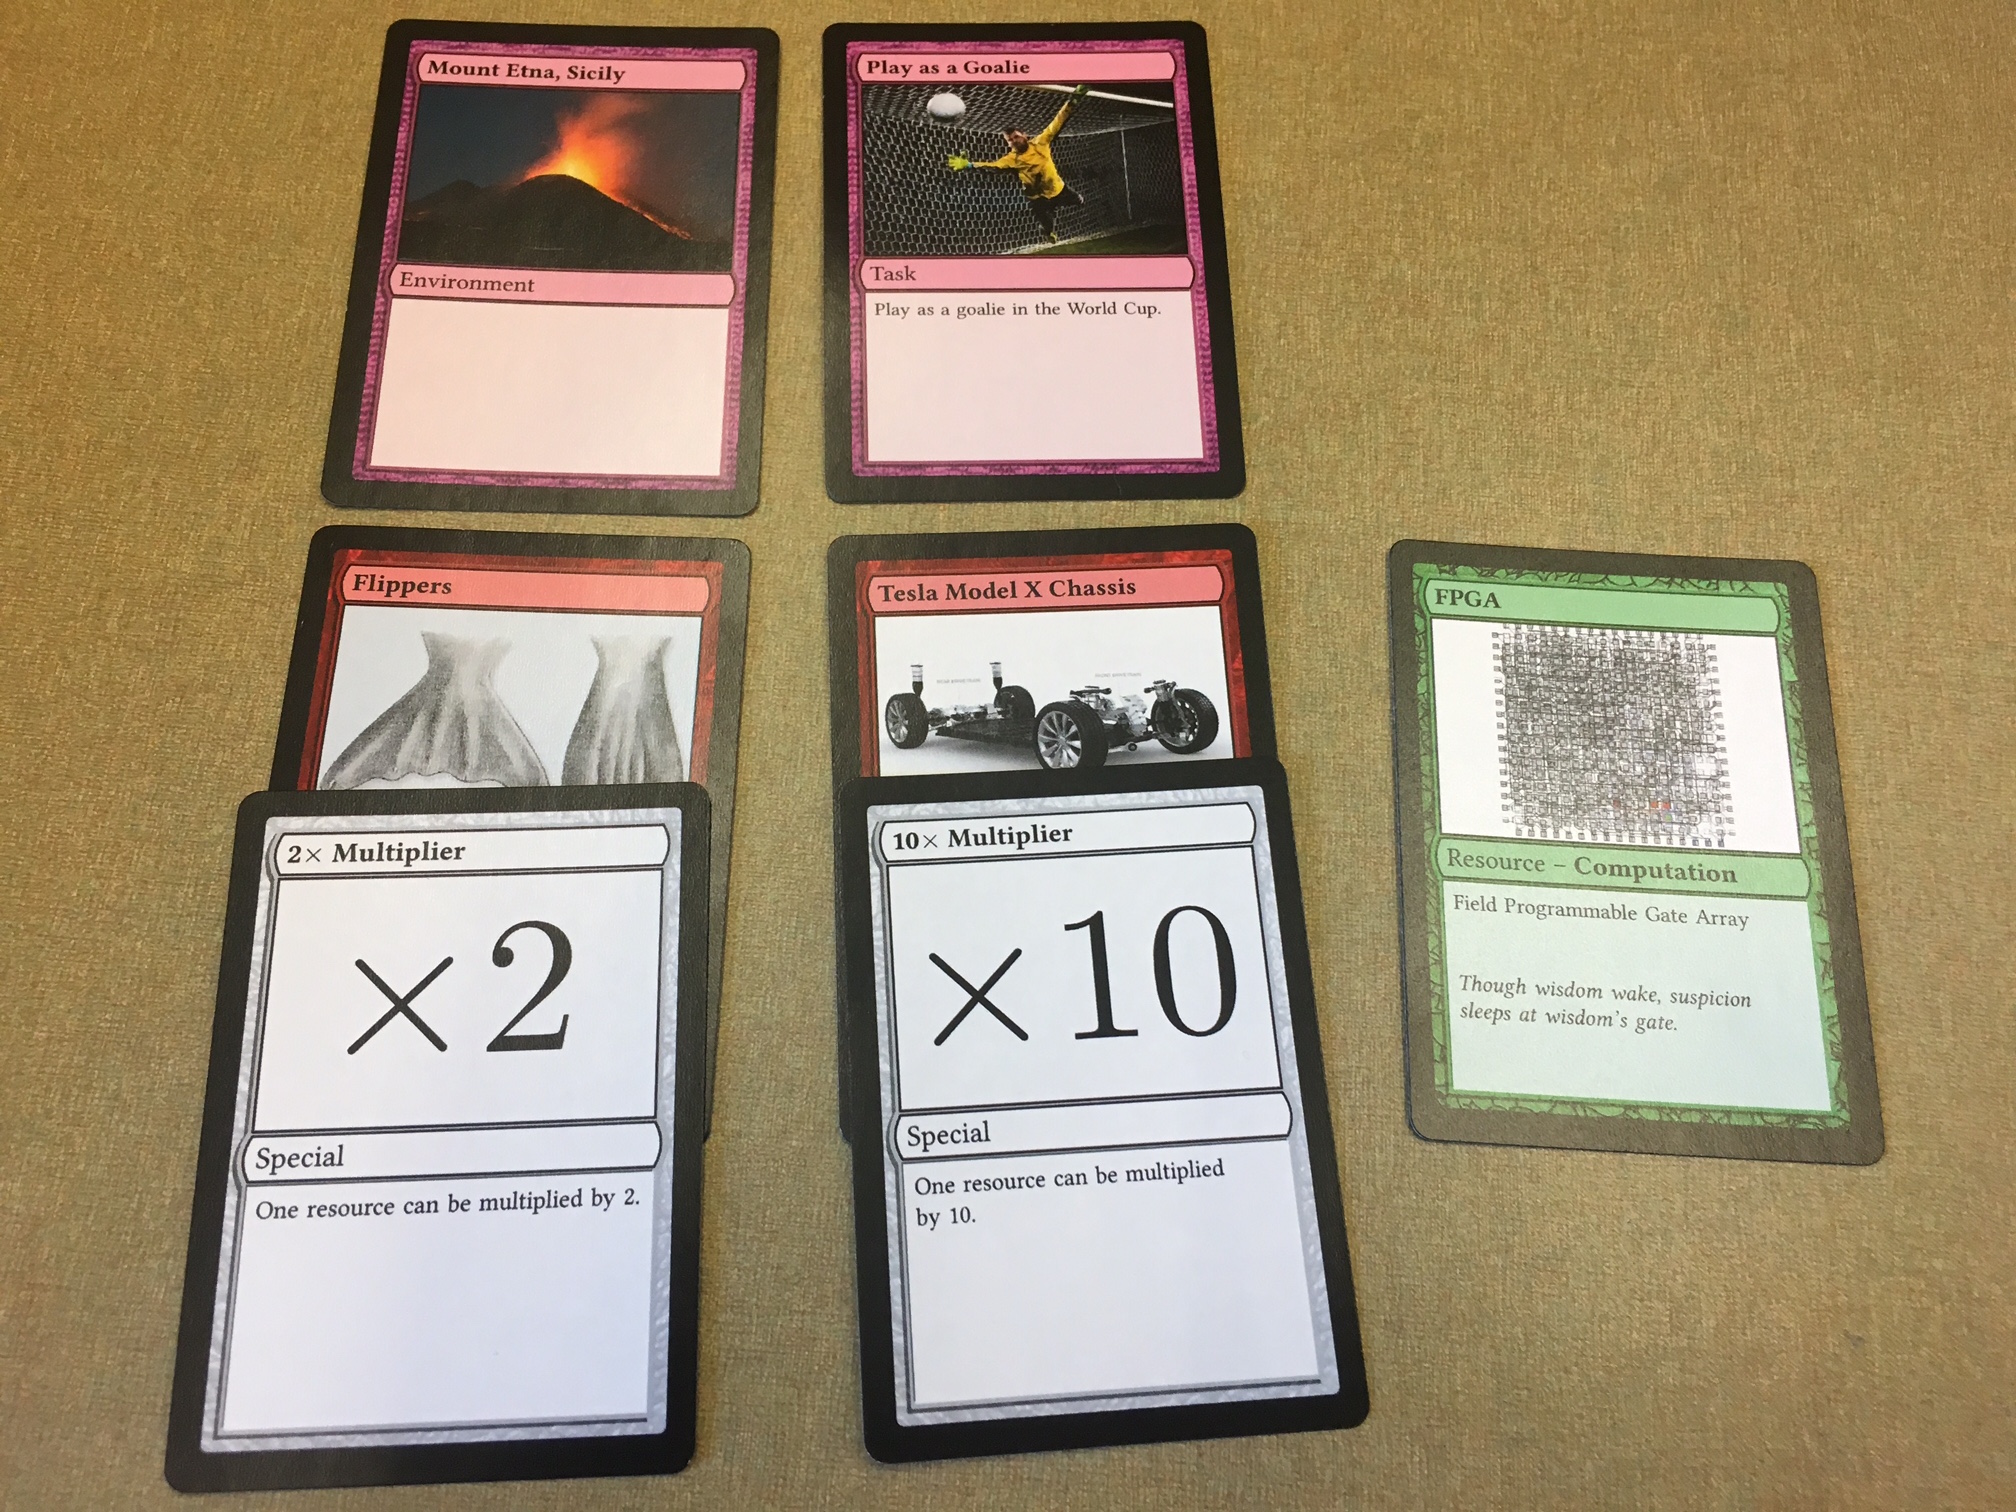 Mount Etna, Sicily
Environment
Play as a Goalie
Task
Play as a goalie in the World Cup.
Flippers
2× Multiplier
×2
Special
One resource can be multiplied by 2.
Tesla Model X Chassis
10× Multiplier
×10
Special
One resource can be multiplied
by 10.
FPGA
Resource – Computation
Field Programmable Gate Array
Though wisdom wake, suspicion
sleeps at wisdom's gate.